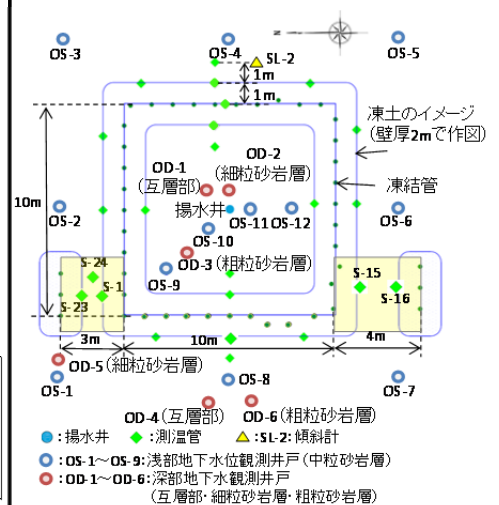 OS-3
OS-4
OS-5
N
SL-2
1m
1m
凍土のイメージ
(壁厚2mで作図)
OD-1
(互層部)
OD-2
(細粒砂岩層)
凍結管
10m
揚水井
OS-2
OS-11
OS-12
OS-6
OS-10
OD-3(粗粒砂岩層)
OS-9
S-24
S-1
S-23
S-15
S-16
3m
10m
4m
OD-5(細粒砂岩層)
OS-1
OS-8
OS-7
OD-4(互層部)
OD-6(粗粒砂岩層)
:揚水井
:測温管
:SL-2:傾斜計
:OS-1～OS-9:浅部地下水位観測井戸(中粒砂岩層)
:OD-1～OD-6:深部地下水観測井戸
(互層部・細粒砂岩層・粗粒砂岩層)